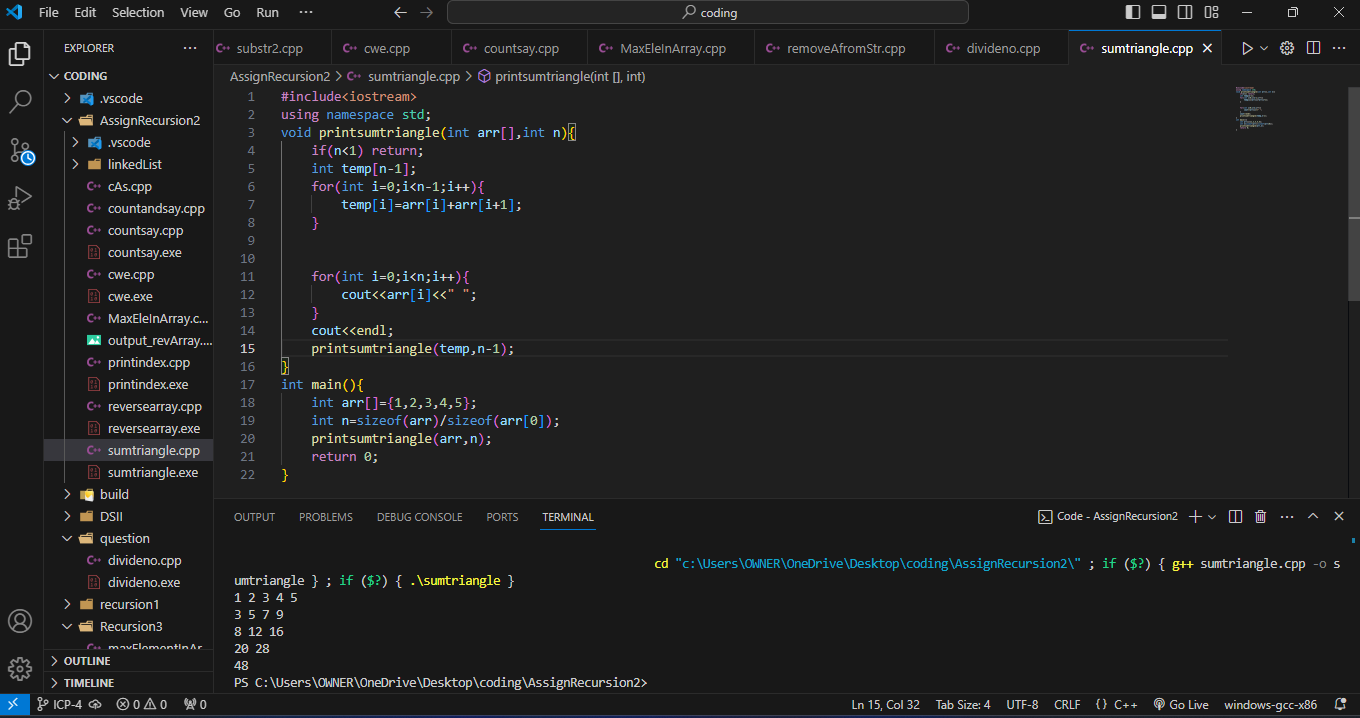 File Edit Selection View Go Run ··· coding
EXPLORER ···
CODING
.vscode
AssignRecursion2
.vscode
linkedList
cAs.cpp
countandsay.cpp
countsay.cpp
countsay.exe
cwe.cpp
cwe.exe
MaxEleInArray.c...
output_revArray....
printindex.cpp
printindex.exe
reversearray.cpp
reversearray.exe
sumtriangle.cpp
sumtriangle.exe
build
DSII
question
divideno.cpp
divideno.exe
recursion1
Recursion3
maxElementInAr
OUTLINE
TIMELINE
substr2.cpp cwe.cpp countsay.cpp MaxEleInArray.cpp removeAfromStr.cpp divideno.cpp sumtriangle.cpp
AssignRecursion2 > sumtriangle.cpp > printsumtriangle(int [], int)
1 #include<iostream>
2 using namespace std;
3 void printsumtriangle(int arr[],int n){
4 if(n<1) return;
5 int temp[n-1];
6 for(int i=0;i<n-1;i++){
7 temp[i]=arr[i]+arr[i+1];
8 }
9
10
11 for(int i=0;i<n;i++){
12 cout<<arr[i]<<" ";
13 }
14 cout<<endl;
15 printsumtriangle(temp,n-1);
16 }
17 int main(){
18 int arr[]={1,2,3,4,5};
19 int n=sizeof(arr)/sizeof(arr[0]);
20 printsumtriangle(arr,n);
21 return 0;
22 }
OUTPUT PROBLEMS DEBUG CONSOLE PORTS TERMINAL Code - AssignRecursion2
cd "c:\Users\OWNER\OneDrive\Desktop\coding\AssignRecursion2\" ; if ($?) { g++ sumtriangle.cpp -o s
umtriangle } ; if ($?) { .\sumtriangle }
1 2 3 4 5
3 5 7 9
8 12 16
20 28
48
PS C:\Users\OWNER\OneDrive\Desktop\coding\AssignRecursion2>
ICP-4 0 0 0 Ln 15, Col 32 Tab Size: 4 UTF-8 CRLF {} C++ Go Live windows-gcc-x86